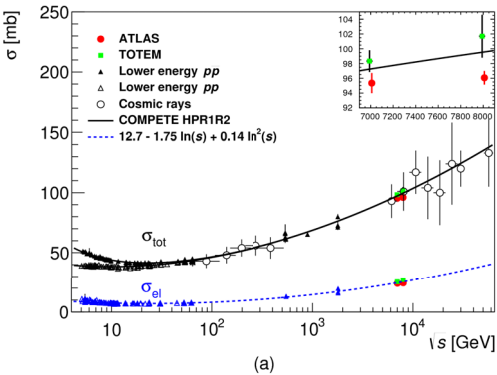 σ [mb]
250
200
150
100
50
0
ATLAS
TOTEM
Lower energy pp
Lower energy pp
Cosmic rays
COMPETE HPR1R2
12.7 - 1.75 ln(s) + 0.14 ln²(s)
104
102
100
98
96
94
92
7000 7200 7400 7600 7800 8000
σtot
σel
10 10² 10³ 10⁴
√s [GeV]
(a)